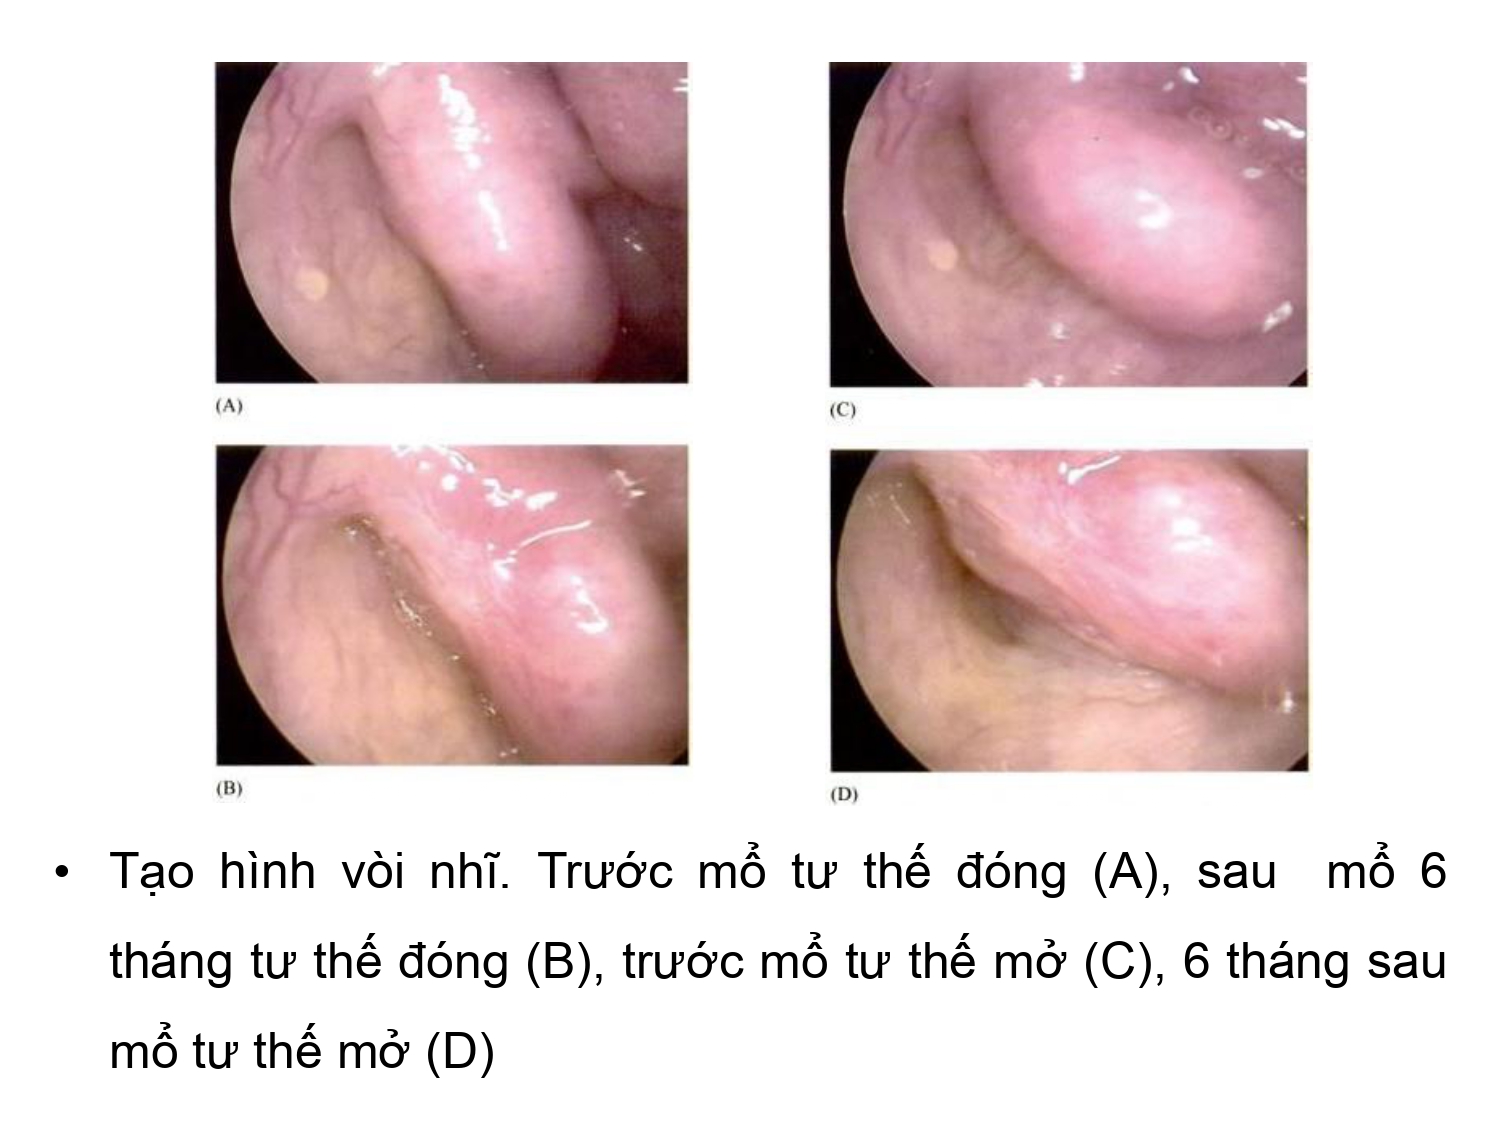 (A)
(C)
(B)
(D)
• Tạo hình vòi nhĩ. Trước mổ tư thế đóng (A), sau mổ 6
tháng tư thế đóng (B), trước mổ tư thế mở (C), 6 tháng sau
mổ tư thế mở (D)